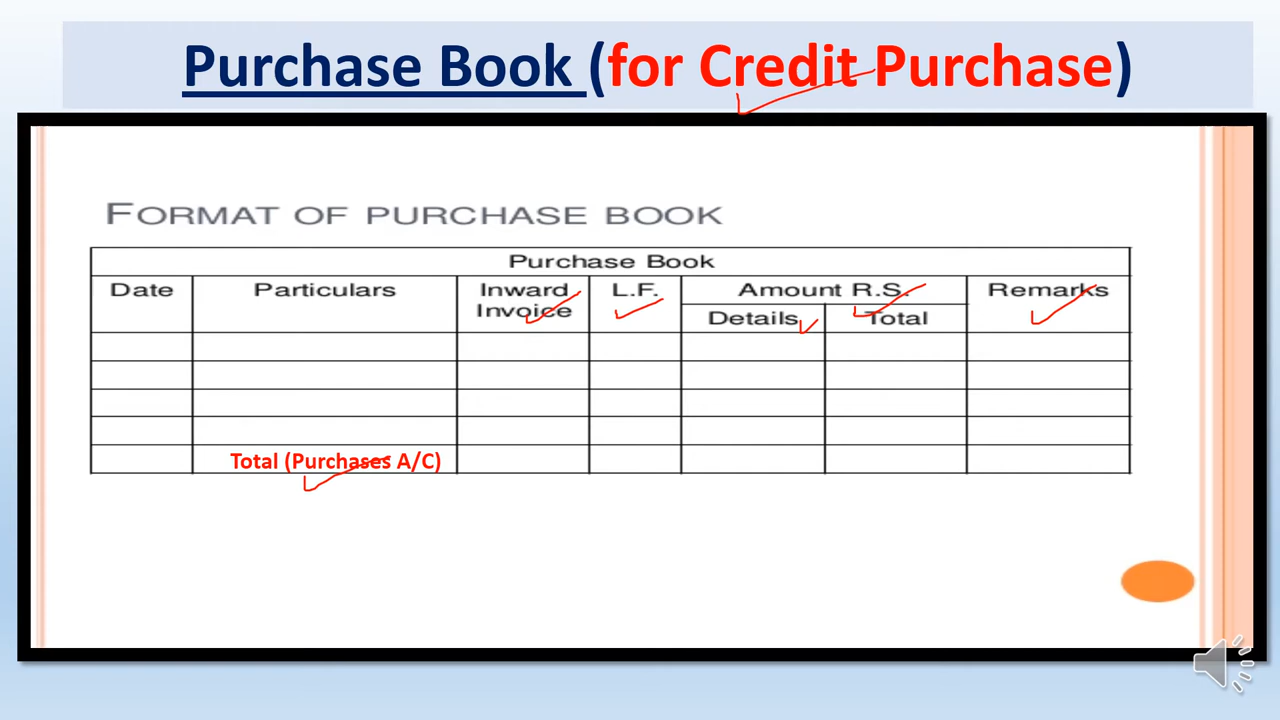 Purchase Book (for Credit Purchase)
FORMAT OF PURCHASE BOOK
Purchase Book
Date Particulars Inward Invoice L.F. Amount R.S. Remarks
Details Total
Total (Purchases A/C)